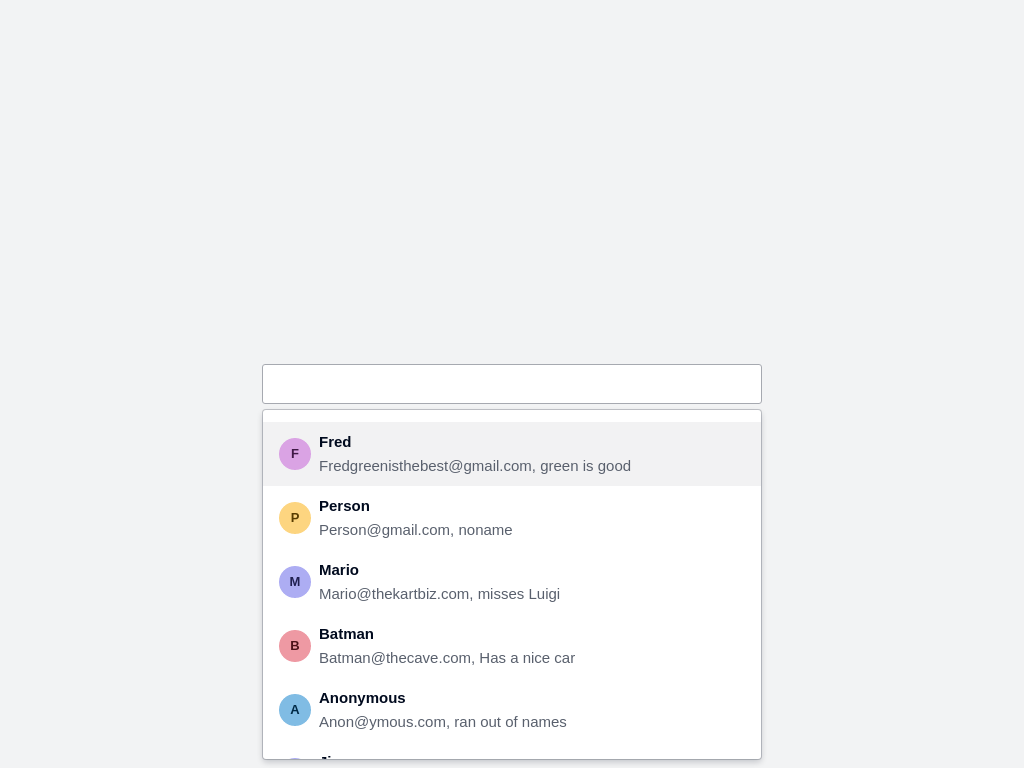 F
Fred
Fredgreenisthebest@gmail.com, green is good
P
Person
Person@gmail.com, noname
M
Mario
Mario@thekartbiz.com, misses Luigi
B
Batman
Batman@thecave.com, Has a nice car
A
Anonymous
Anon@ymous.com, ran out of names